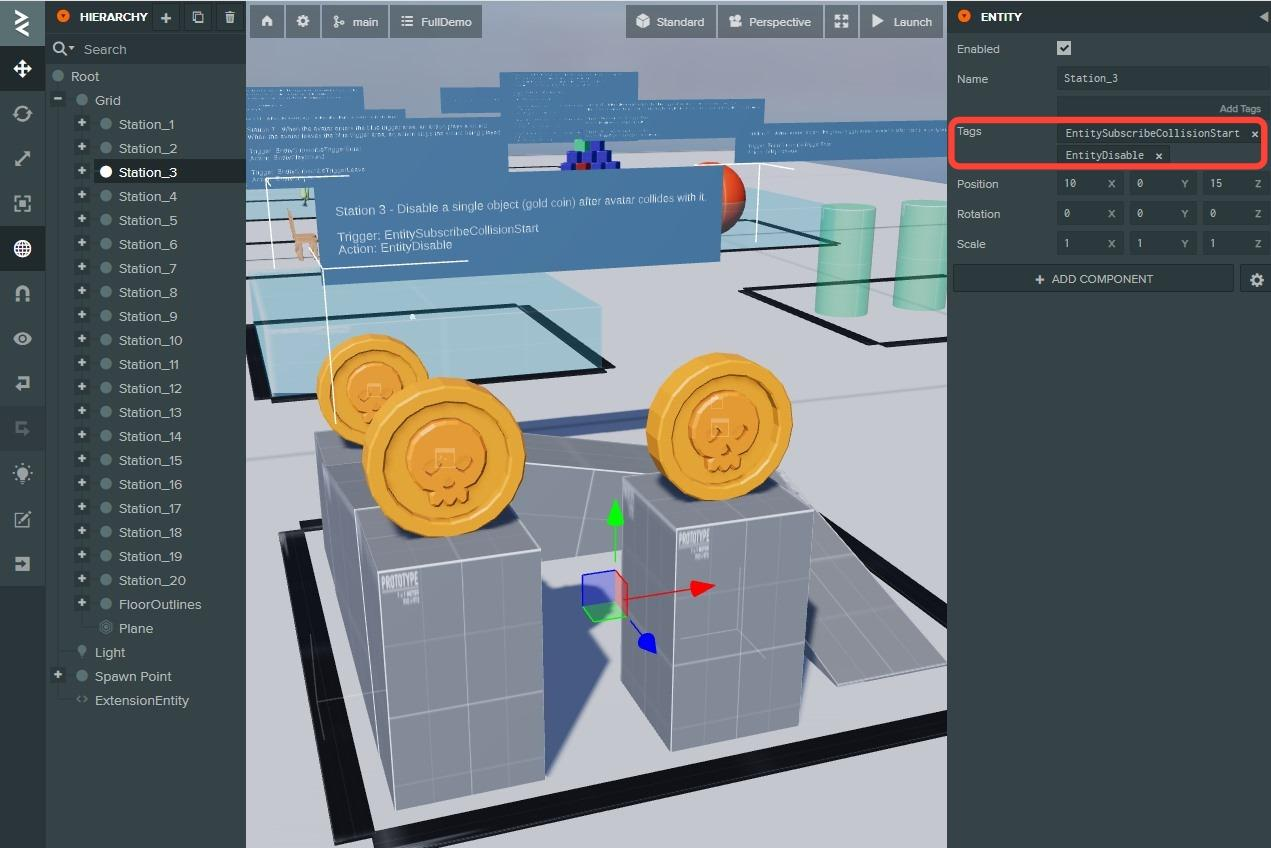 HIERARCHY
Search
Root
Grid
Station_1
Station_2
Station_3
Station_4
Station_5
Station_6
Station_7
Station_8
Station_9
Station_10
Station_11
Station_12
Station_13
Station_14
Station_15
Station_16
Station_17
Station_18
Station_19
Station_20
FloorOutlines
Plane
Light
Spawn Point
ExtensionEntity
main
FullDemo
Standard
Perspective
Launch
Station 3 - Disable a single object (gold coin) after avatar collides with it.
Trigger: EntitySubscribeCollisionStart
Action: EntityDisable
PROTOTYPE
PROTOTYPE
ENTITY
Enabled
Name Station_3
Add Tags
Tags EntitySubscribeCollisionStart ×
EntityDisable ×
Position 10 X 0 Y 15 Z
Rotation 0 X 0 Y 0 Z
Scale 1 X 1 Y 1 Z
+ ADD COMPONENT